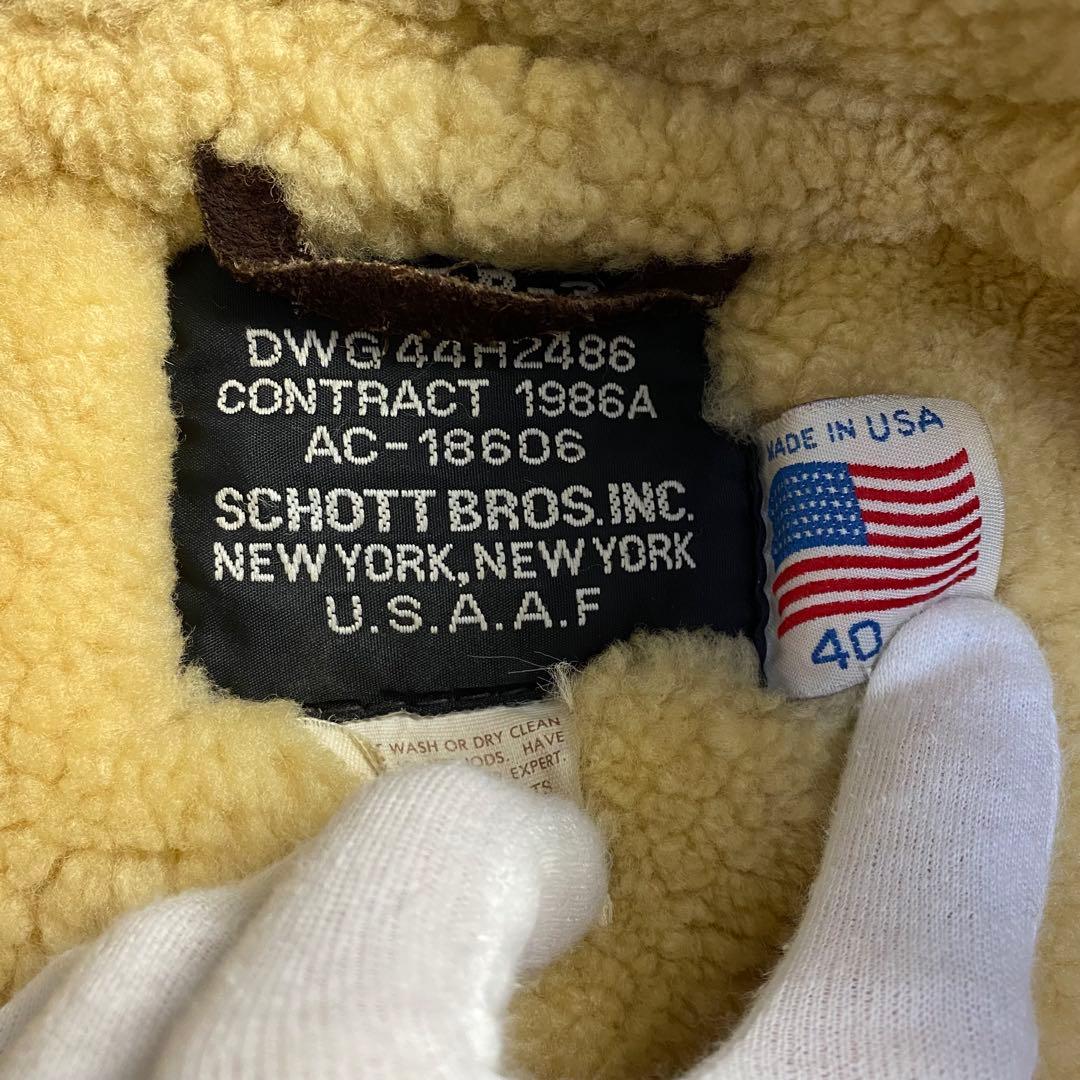 DWG 44H2486
CONTRACT 1986A
AC-18606
SCHOTT BROS. INC.
NEW YORK, NEW YORK
U.S.A.A.F
MADE IN USA
40
WASH OR DRY CLEAN
HAVE
EXPERT.